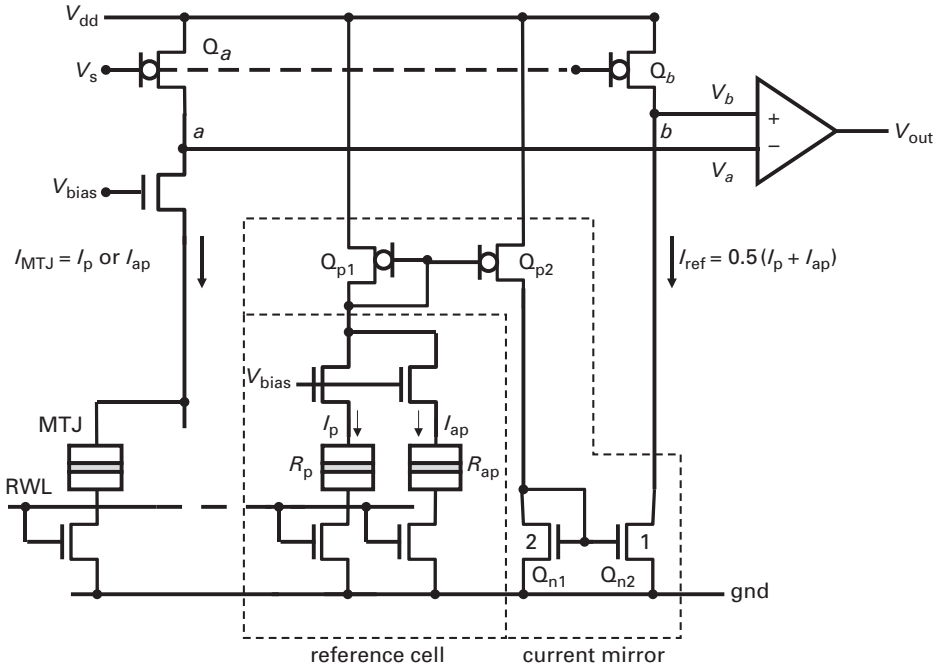 V_dd
V_s
Q_a
Q_b
V_b
a
b
+
−
V_out
V_a
V_bias
I_MTJ = I_p or I_ap
Q_p1
Q_p2
I_ref = 0.5 (I_p + I_ap)
V_bias
I_p
I_ap
MTJ
R_p
R_ap
RWL
2
1
Q_n1
Q_n2
gnd
reference cell
current mirror